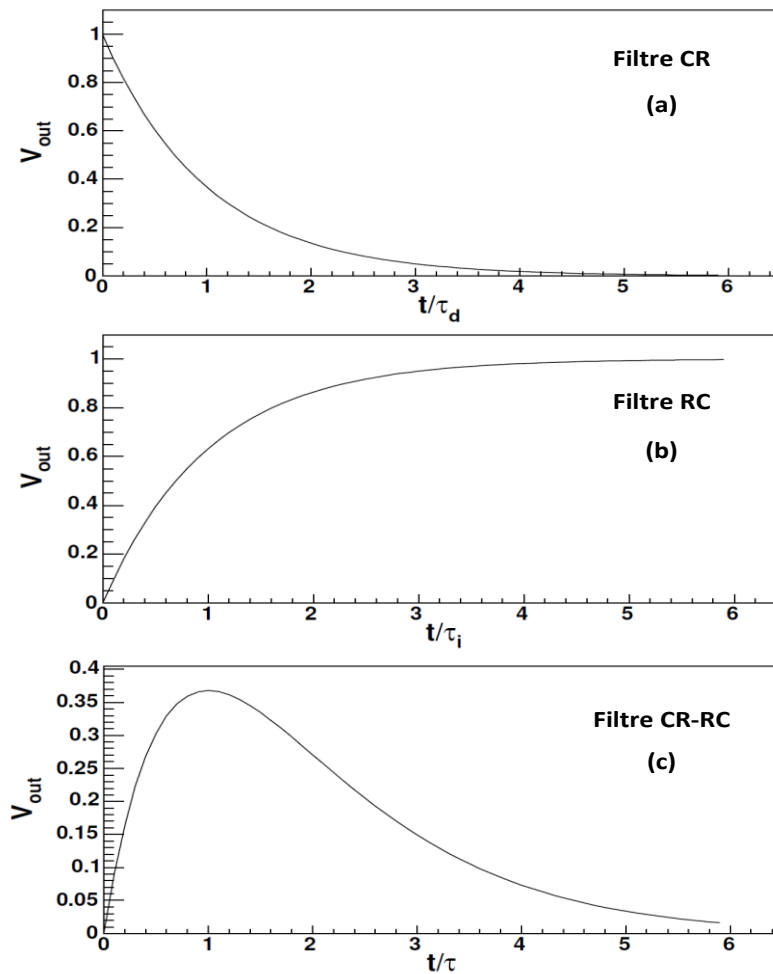 1
0.8
0.6
0.4
0.2
0
V_out
Filtre CR
(a)
0 1 2 3 4 5 6
t/τ_d
1
0.8
0.6
0.4
0.2
0
V_out
Filtre RC
(b)
0 1 2 3 4 5 6
t/τ_i
0.4
0.35
0.3
0.25
0.2
0.15
0.1
0.05
0
V_out
Filtre CR-RC
(c)
0 1 2 3 4 5 6
t/τ